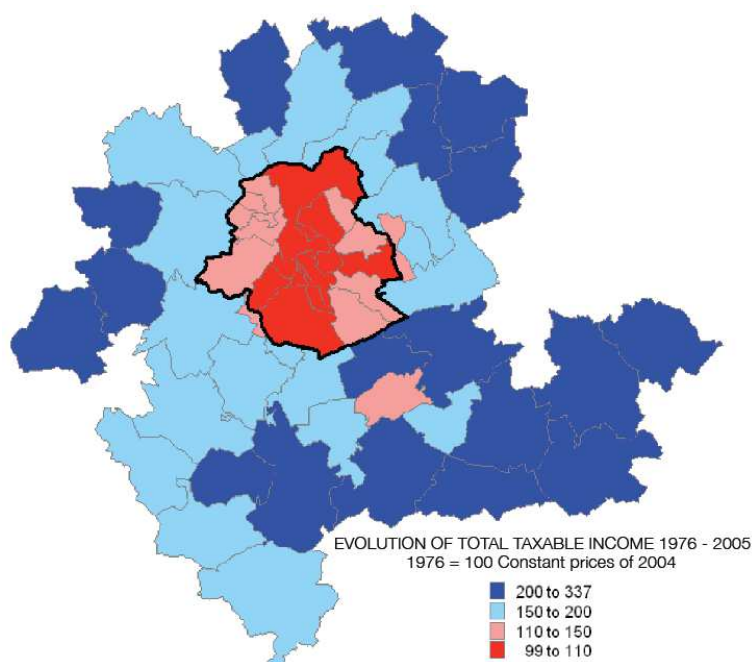 EVOLUTION OF TOTAL TAXABLE INCOME 1976 - 2005
1976 = 100 Constant prices of 2004
200 to 337
150 to 200
110 to 150
99 to 110